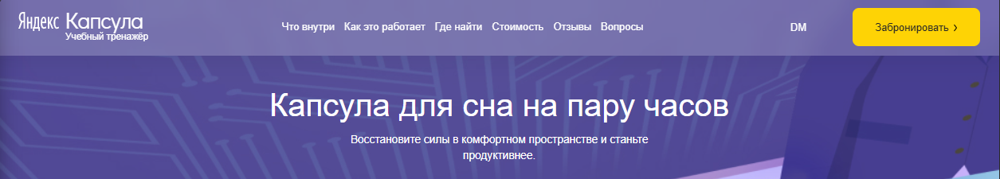 Яндекс Капсула
Учебный тренажёр
Что внутри Как это работает Где найти Стоимость Отзывы Вопросы
DM
Забронировать ›
Капсула для сна на пару часов
Восстановите силы в комфортном пространстве и станьте
продуктивнее.